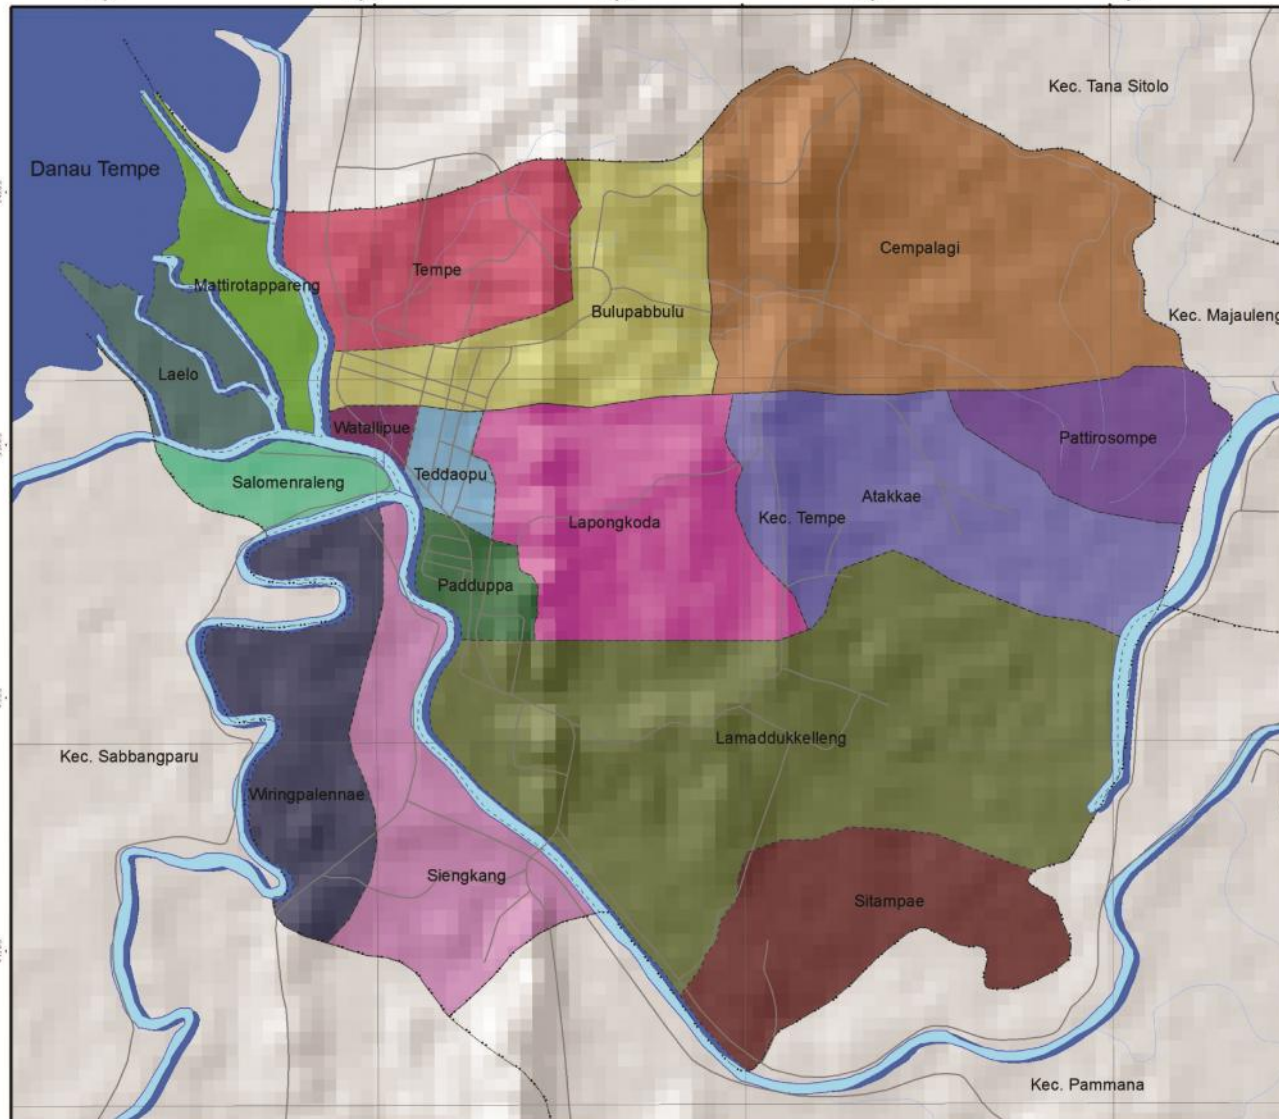 Kec. Tana Sitolo
Danau Tempe
Cempalagi
Tempe
Mattirotappareng
Bulupabbulu
Kec. Majauleng
Laelo
Watallipue
Pattirosompe
Teddaopu
Salomenraleng
Atakkae
Lapongkoda
Kec. Tempe
Padduppa
Lamaddukkelleng
Kec. Sabbangparu
Wiringpalennae
Siengkang
Sitampae
Kec. Pammana